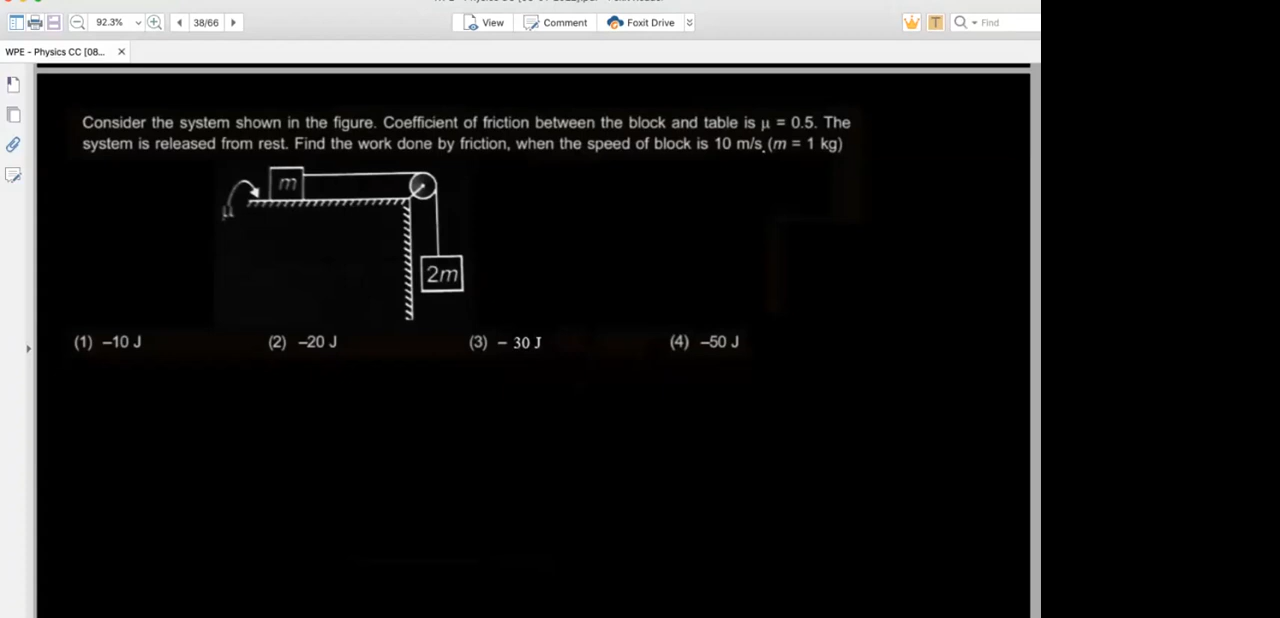 92.3%
38/66
View
Comment
Foxit Drive
T
Find
WPE - Physics CC [08...
Consider the system shown in the figure. Coefficient of friction between the block and table is μ = 0.5. The
system is released from rest. Find the work done by friction, when the speed of block is 10 m/s. (m = 1 kg)
m
μ
2m
(1) –10 J (2) –20 J (3) – 30 J (4) –50 J